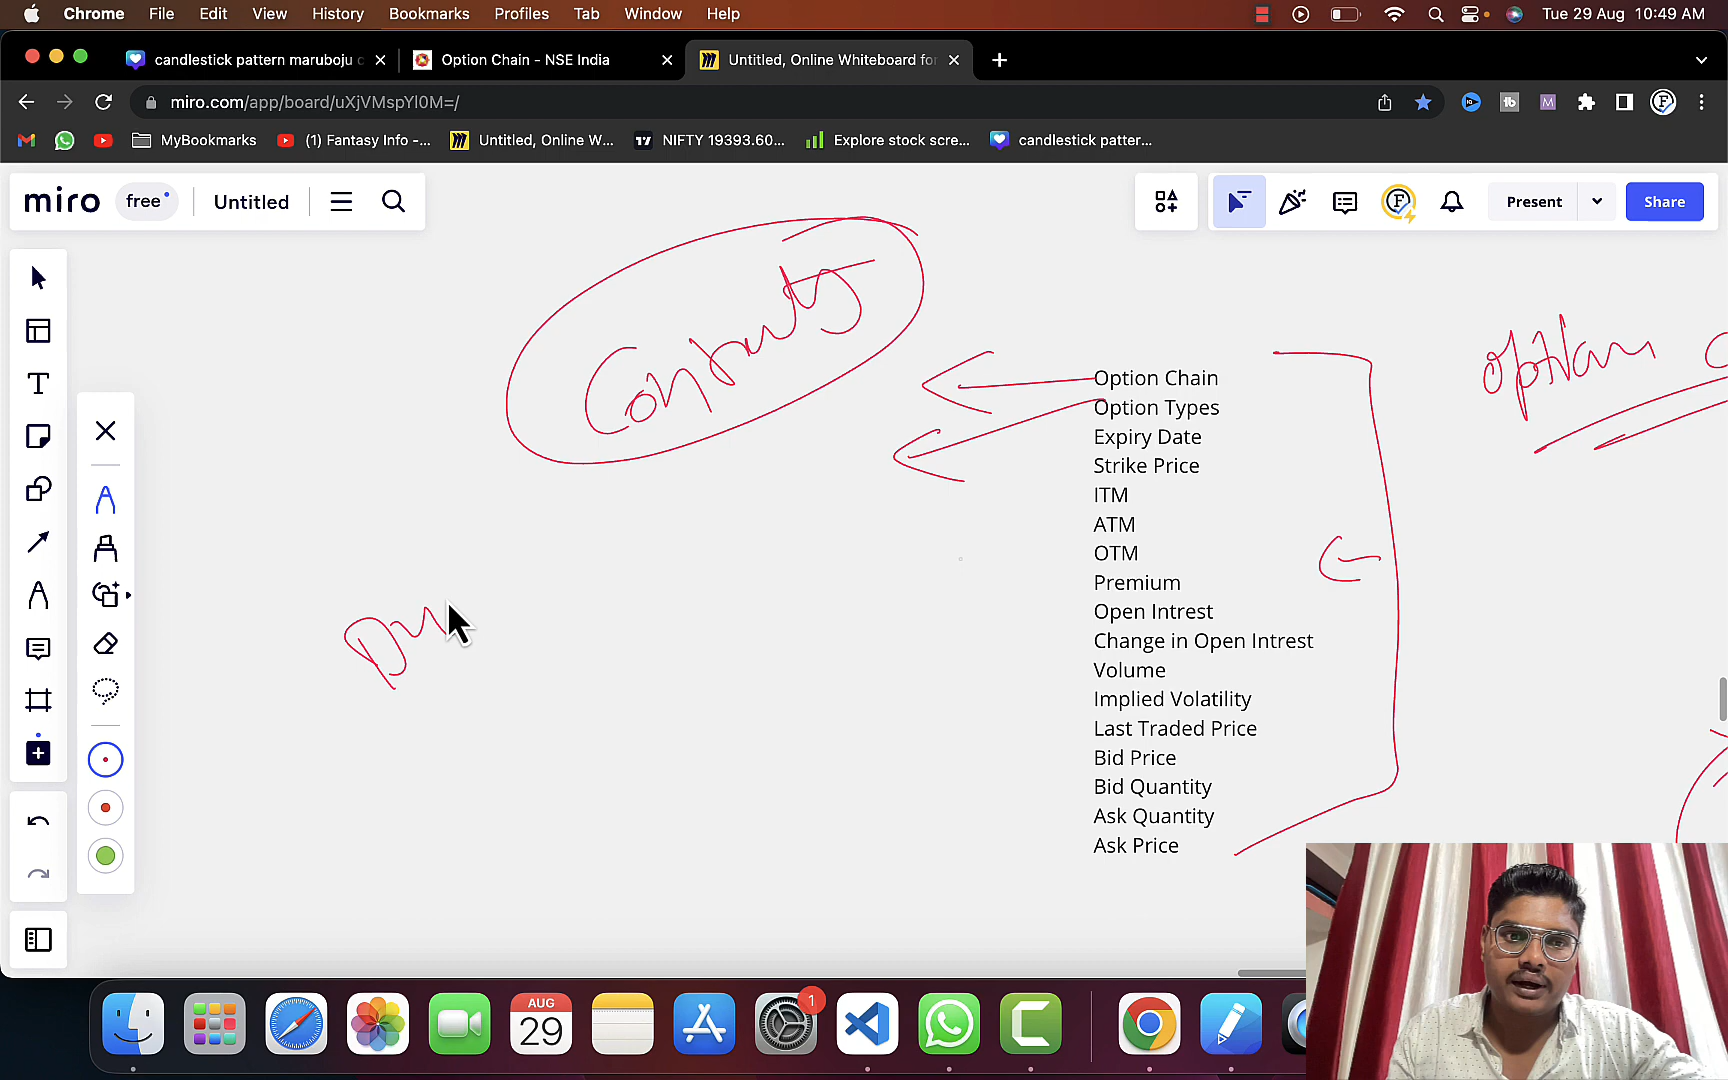 Chrome File Edit View History Bookmarks Profiles Tab Window Help Tue 29 Aug 10:49 AM
candlestick pattern maruboju c Option Chain - NSE India Untitled, Online Whiteboard for
miro.com/app/board/uXjVMspYl0M=/
MyBookmarks (1) Fantasy Info -... Untitled, Online W... NIFTY 19393.60... Explore stock scre... candlestick patter...
miro free Untitled Present Share
Option Chain
Option Types
Expiry Date
Strike Price
ITM
ATM
OTM
Premium
Open Intrest
Change in Open Intrest
Volume
Implied Volatility
Last Traded Price
Bid Price
Bid Quantity
Ask Quantity
Ask Price
AUG
29
1